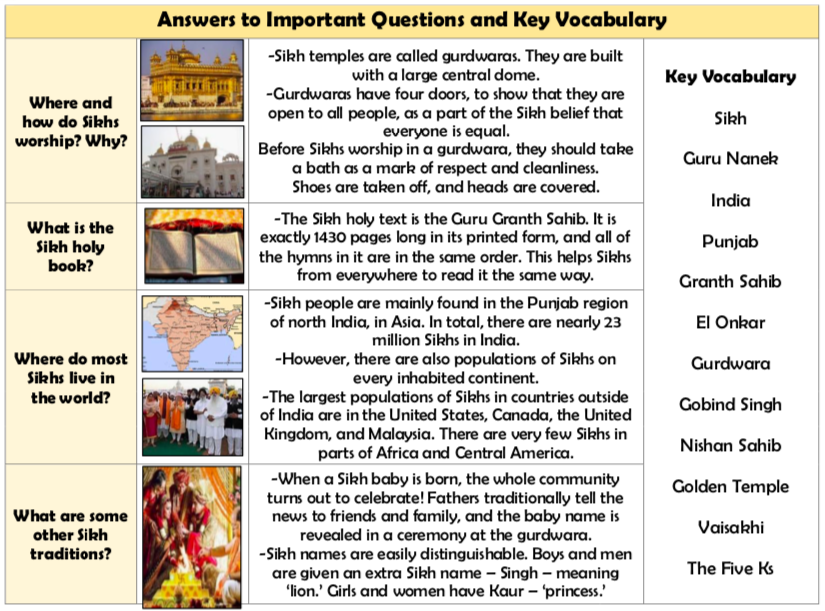 Answers to Important Questions and Key Vocabulary
Where and
how do Sikhs
worship? Why?
-Sikh temples are called gurdwaras. They are built
with a large central dome.
-Gurdwaras have four doors, to show that they are
open to all people, as a part of the Sikh belief that
everyone is equal.
Before Sikhs worship in a gurdwara, they should take
a bath as a mark of respect and cleanliness.
Shoes are taken off, and heads are covered.
What is the
Sikh holy
book?
-The Sikh holy text is the Guru Granth Sahib. It is
exactly 1430 pages long in its printed form, and all of
the hymns in it are in the same order. This helps Sikhs
from everywhere to read it the same way.
Where do most
Sikhs live in
the world?
-Sikh people are mainly found in the Punjab region
of north India, in Asia. In total, there are nearly 23
million Sikhs in India.
-However, there are also populations of Sikhs on
every inhabited continent.
-The largest populations of Sikhs in countries outside
of India are in the United States, Canada, the United
Kingdom, and Malaysia. There are very few Sikhs in
parts of Africa and Central America.
What are some
other Sikh
traditions?
-When a Sikh baby is born, the whole community
turns out to celebrate! Fathers traditionally tell the
news to friends and family, and the baby name is
revealed in a ceremony at the gurdwara.
-Sikh names are easily distinguishable. Boys and men
are given an extra Sikh name – Singh – meaning
‘lion.’ Girls and women have Kaur – ‘princess.’
Key Vocabulary
Sikh
Guru Nanek
India
Punjab
Granth Sahib
El Onkar
Gurdwara
Gobind Singh
Nishan Sahib
Golden Temple
Vaisakhi
The Five Ks